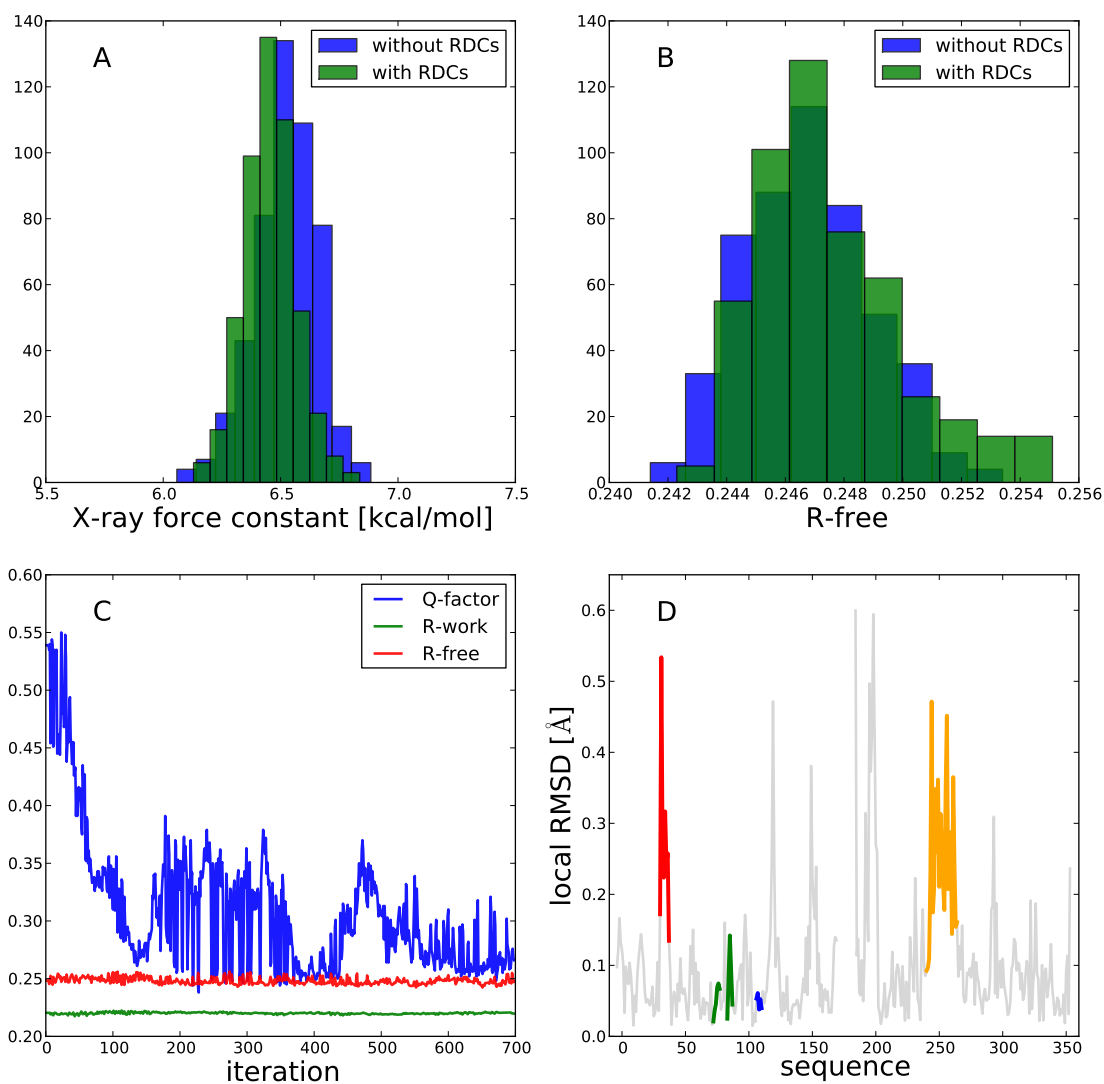 A
without RDCs
with RDCs
140
120
100
80
60
40
20
0
5.5 6.0 6.5 7.0 7.5
X-ray force constant [kcal/mol]
B
without RDCs
with RDCs
140
120
100
80
60
40
20
0
0.240 0.242 0.244 0.246 0.248 0.250 0.252 0.254 0.256
R-free
C
Q-factor
R-work
R-free
0.60
0.55
0.50
0.45
0.40
0.35
0.30
0.25
0.20
0 100 200 300 400 500 600 700
iteration
D
local RMSD [Å]
0.6
0.5
0.4
0.3
0.2
0.1
0.0
0 50 100 150 200 250 300 350
sequence